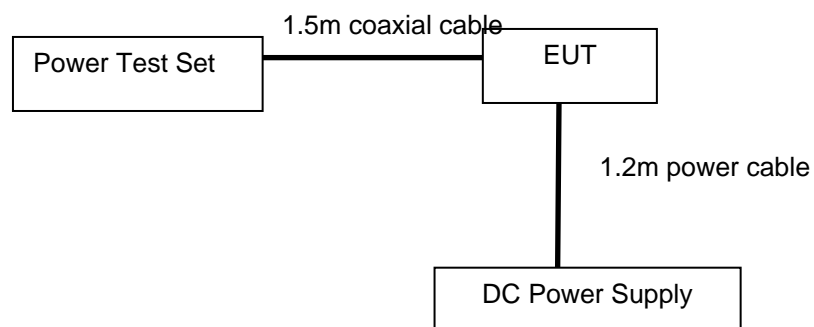 1.5m coaxial cable
Power Test Set
EUT
1.2m power cable
DC Power Supply